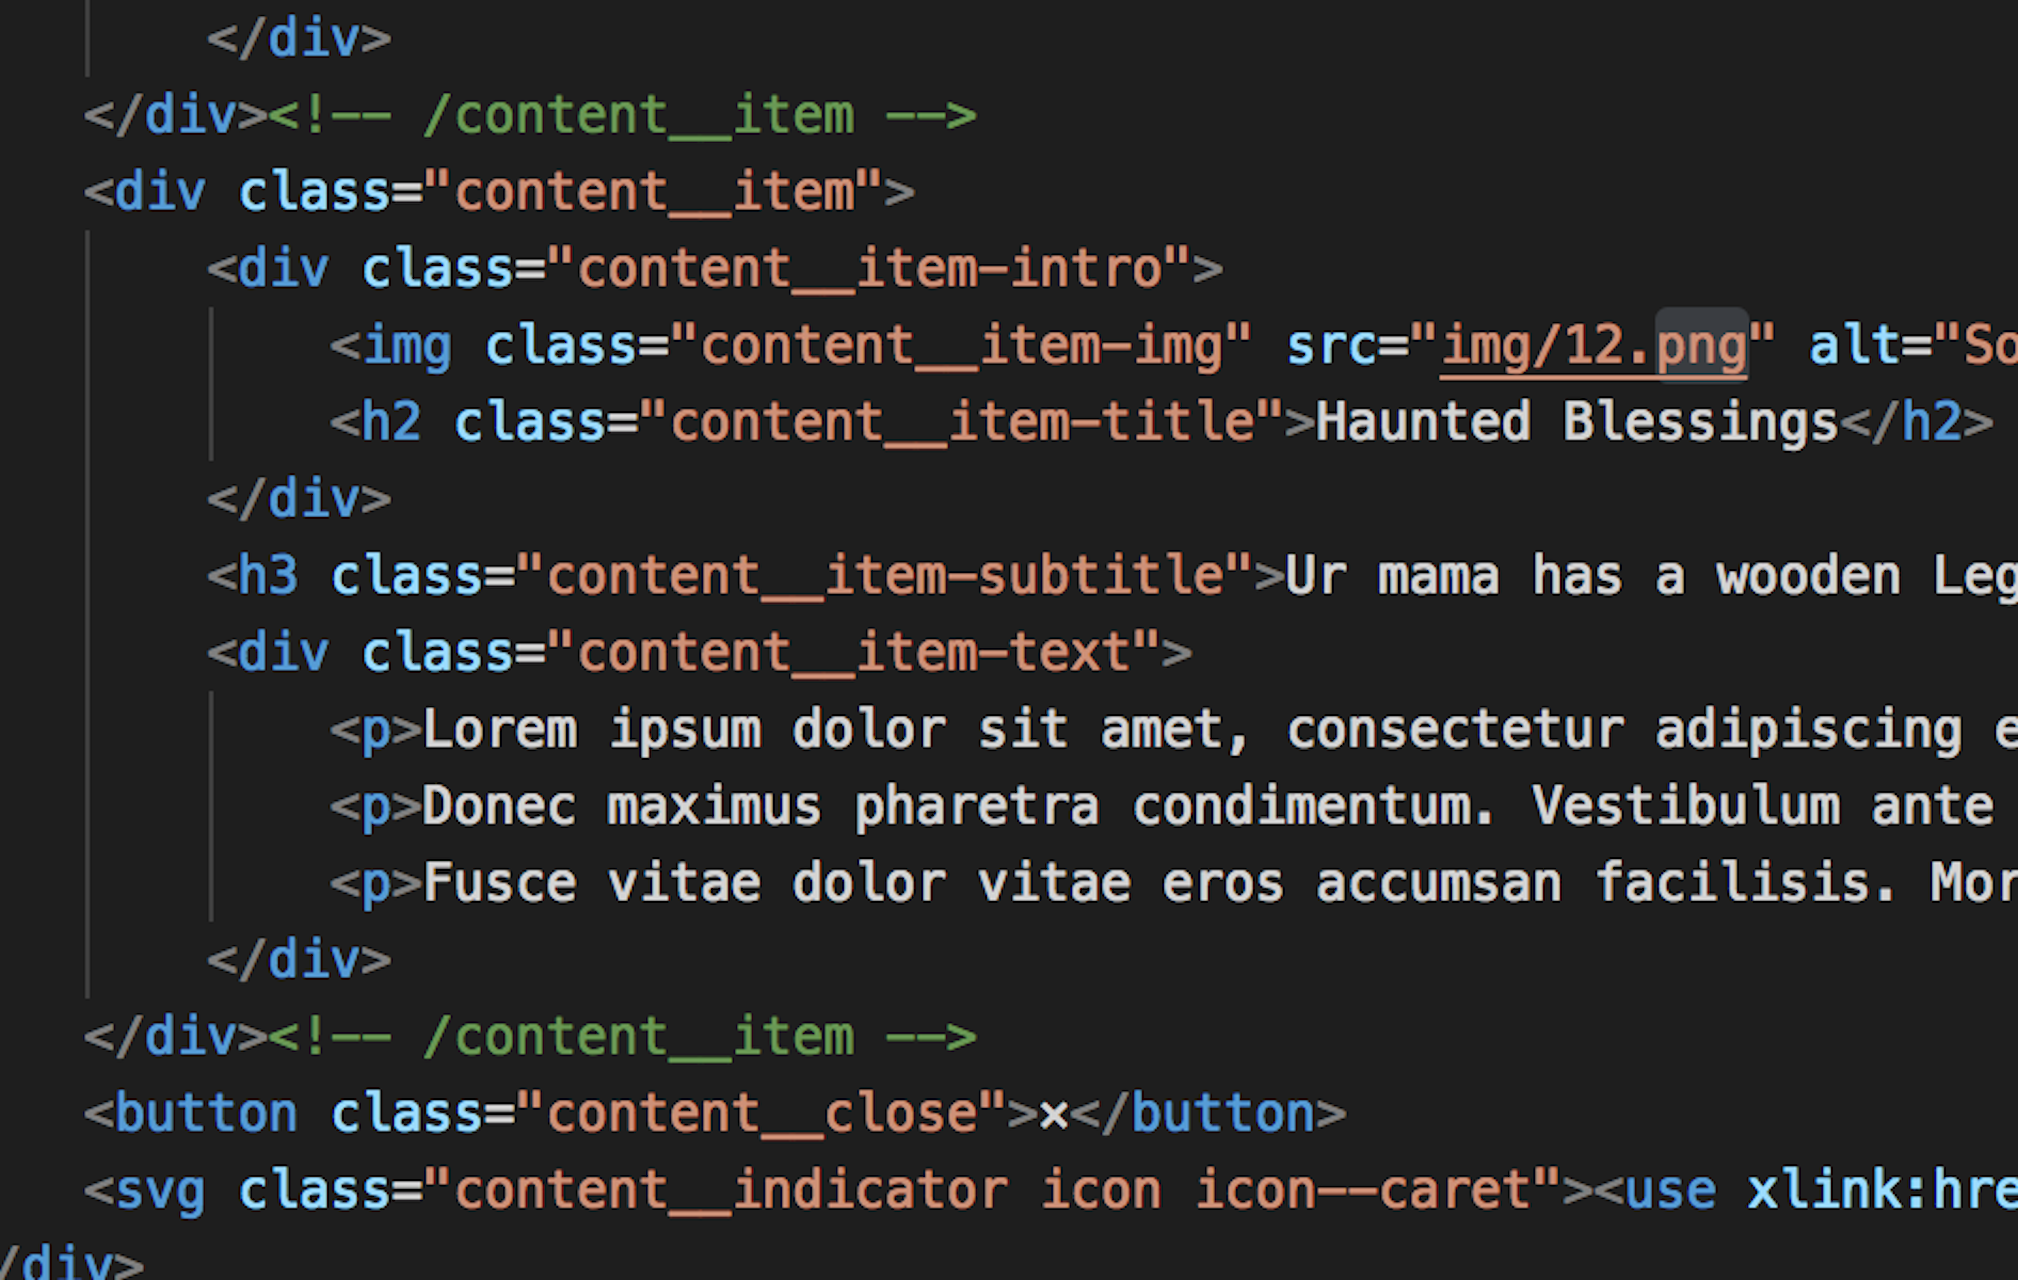 </div>
</div><!-- /content__item -->
<div class="content__item">
<div class="content__item-intro">
<img class="content__item-img" src="img/12.png" alt="So
<h2 class="content__item-title">Haunted Blessings</h2>
</div>
<h3 class="content__item-subtitle">Ur mama has a wooden Leg
<div class="content__item-text">
<p>Lorem ipsum dolor sit amet, consectetur adipiscing e
<p>Donec maximus pharetra condimentum. Vestibulum ante
<p>Fusce vitae dolor vitae eros accumsan facilisis. Mor
</div>
</div><!-- /content__item -->
<button class="content__close">×</button>
<svg class="content__indicator icon icon--caret"><use xlink:hre
/div>